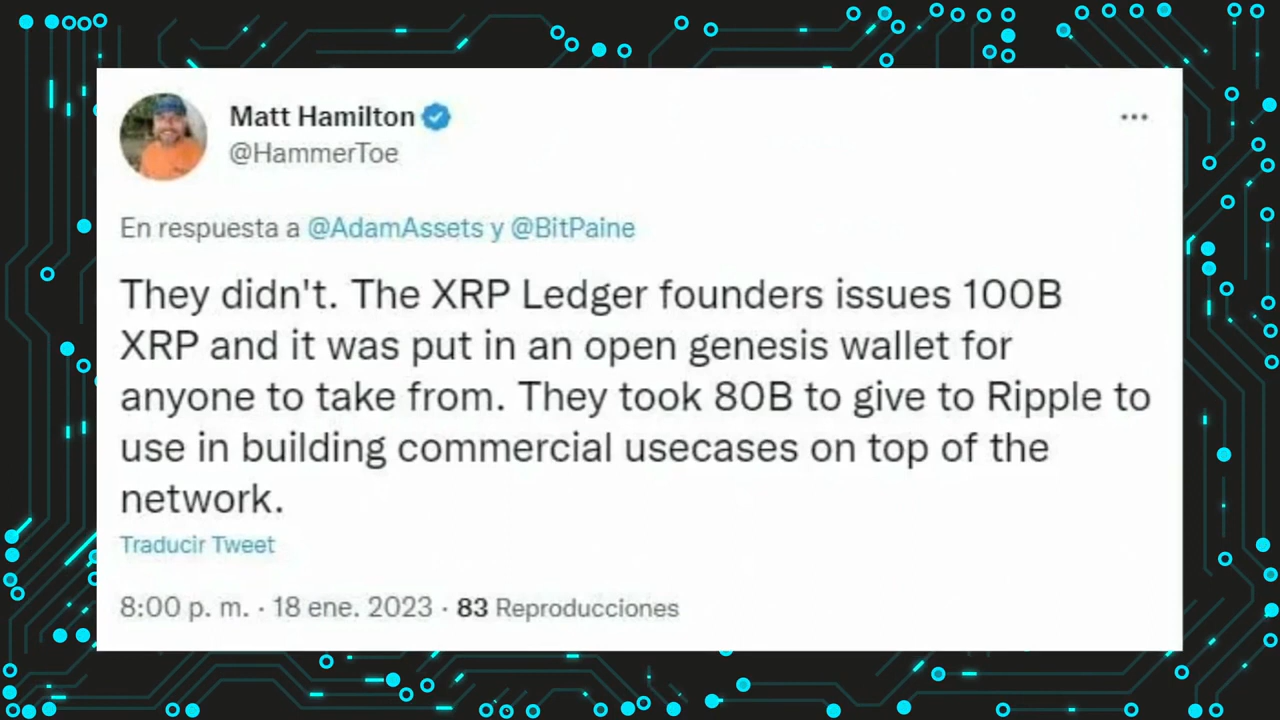 Matt Hamilton
@HammerToe
En respuesta a @AdamAssets y @BitPaine
They didn't. The XRP Ledger founders issues 100B
XRP and it was put in an open genesis wallet for
anyone to take from. They took 80B to give to Ripple to
use in building commercial usecases on top of the
network.
Traducir Tweet
8:00 p. m. · 18 ene. 2023 · 83 Reproducciones